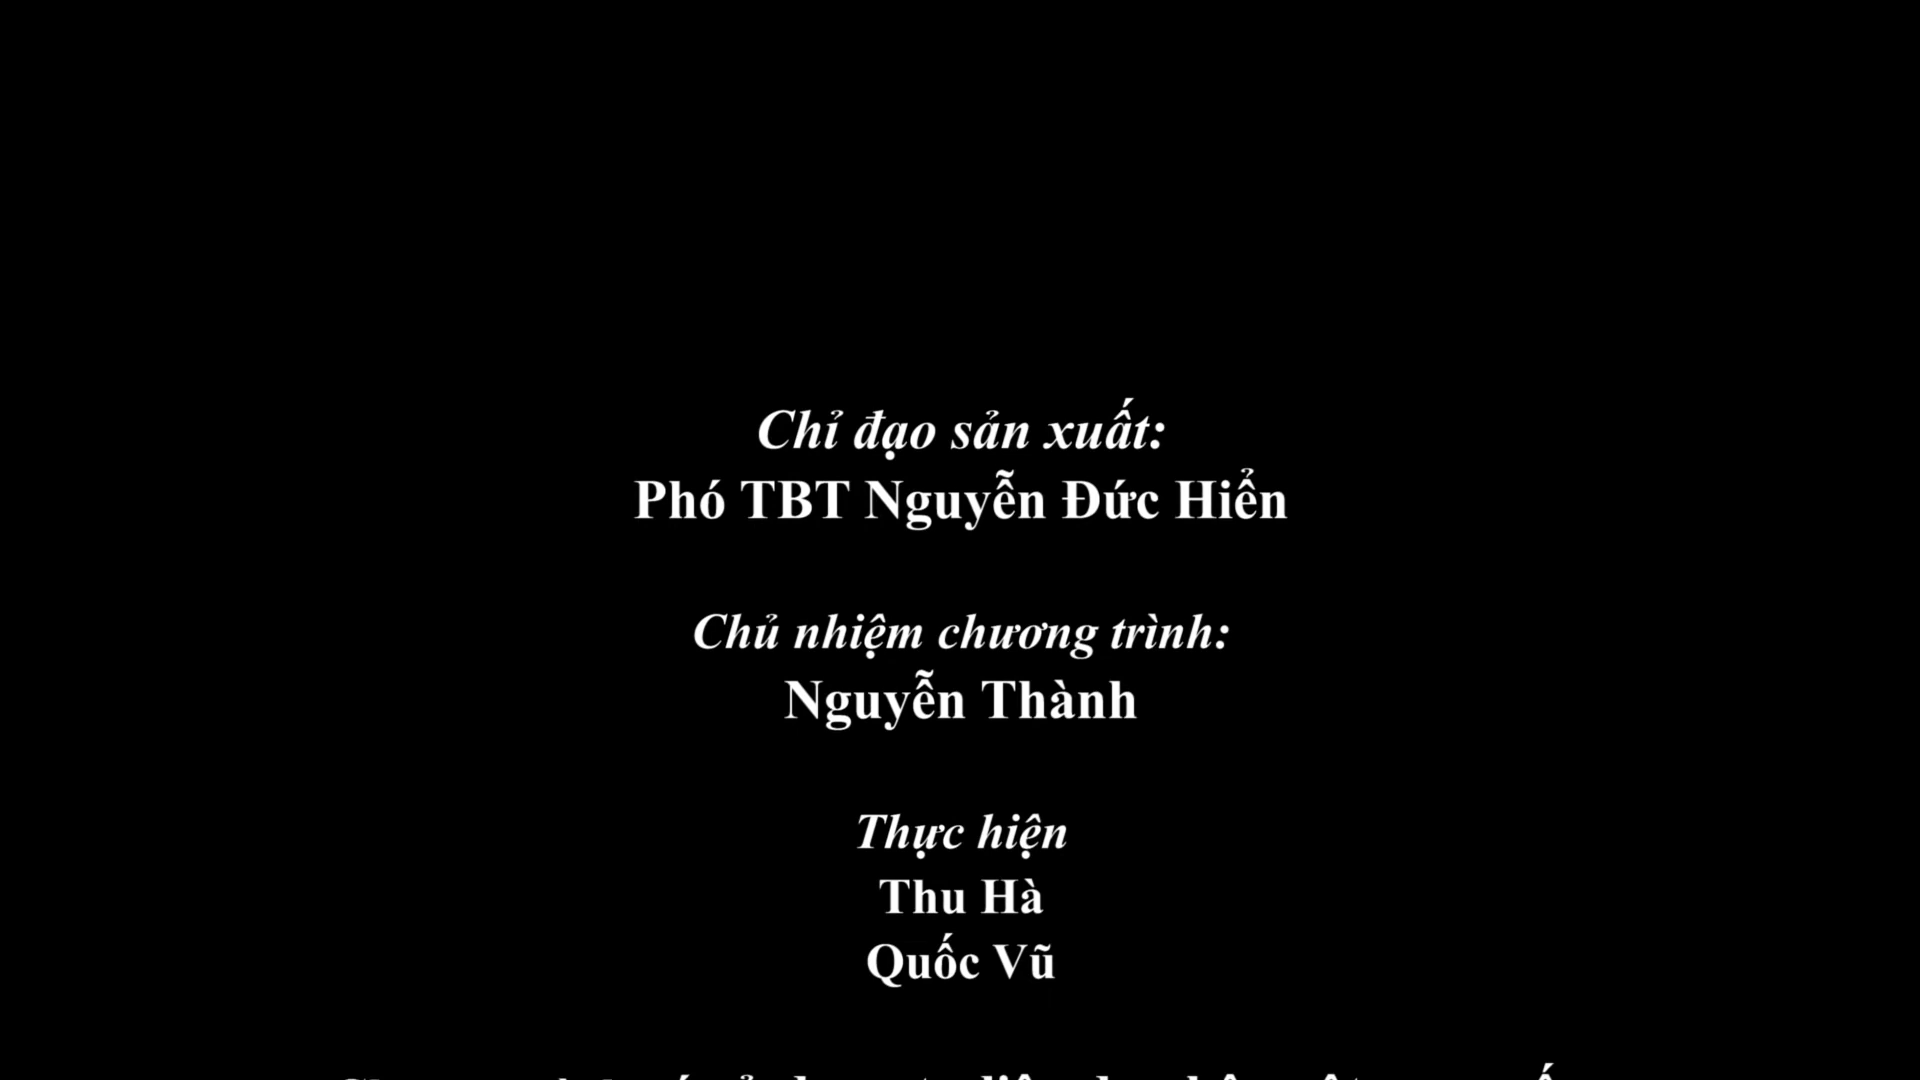 Chỉ đạo sản xuất:
Phó TBT Nguyễn Đức Hiển
Chủ nhiệm chương trình:
Nguyễn Thành
Thực hiện
Thu Hà
Quốc Vũ